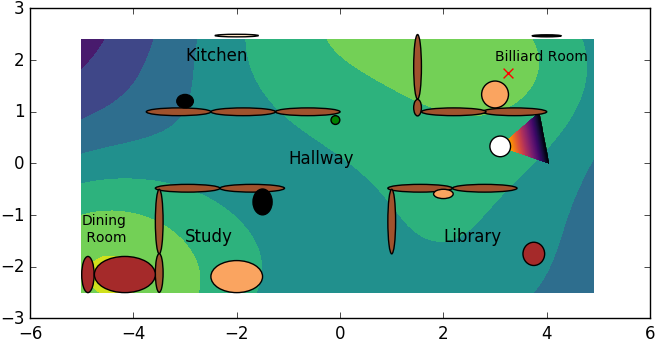 3
2
1
0
−1
−2
−3
−6
−4
−2
0
2
4
6
Kitchen
Billiard Room
Hallway
Dining
Room
Study
Library